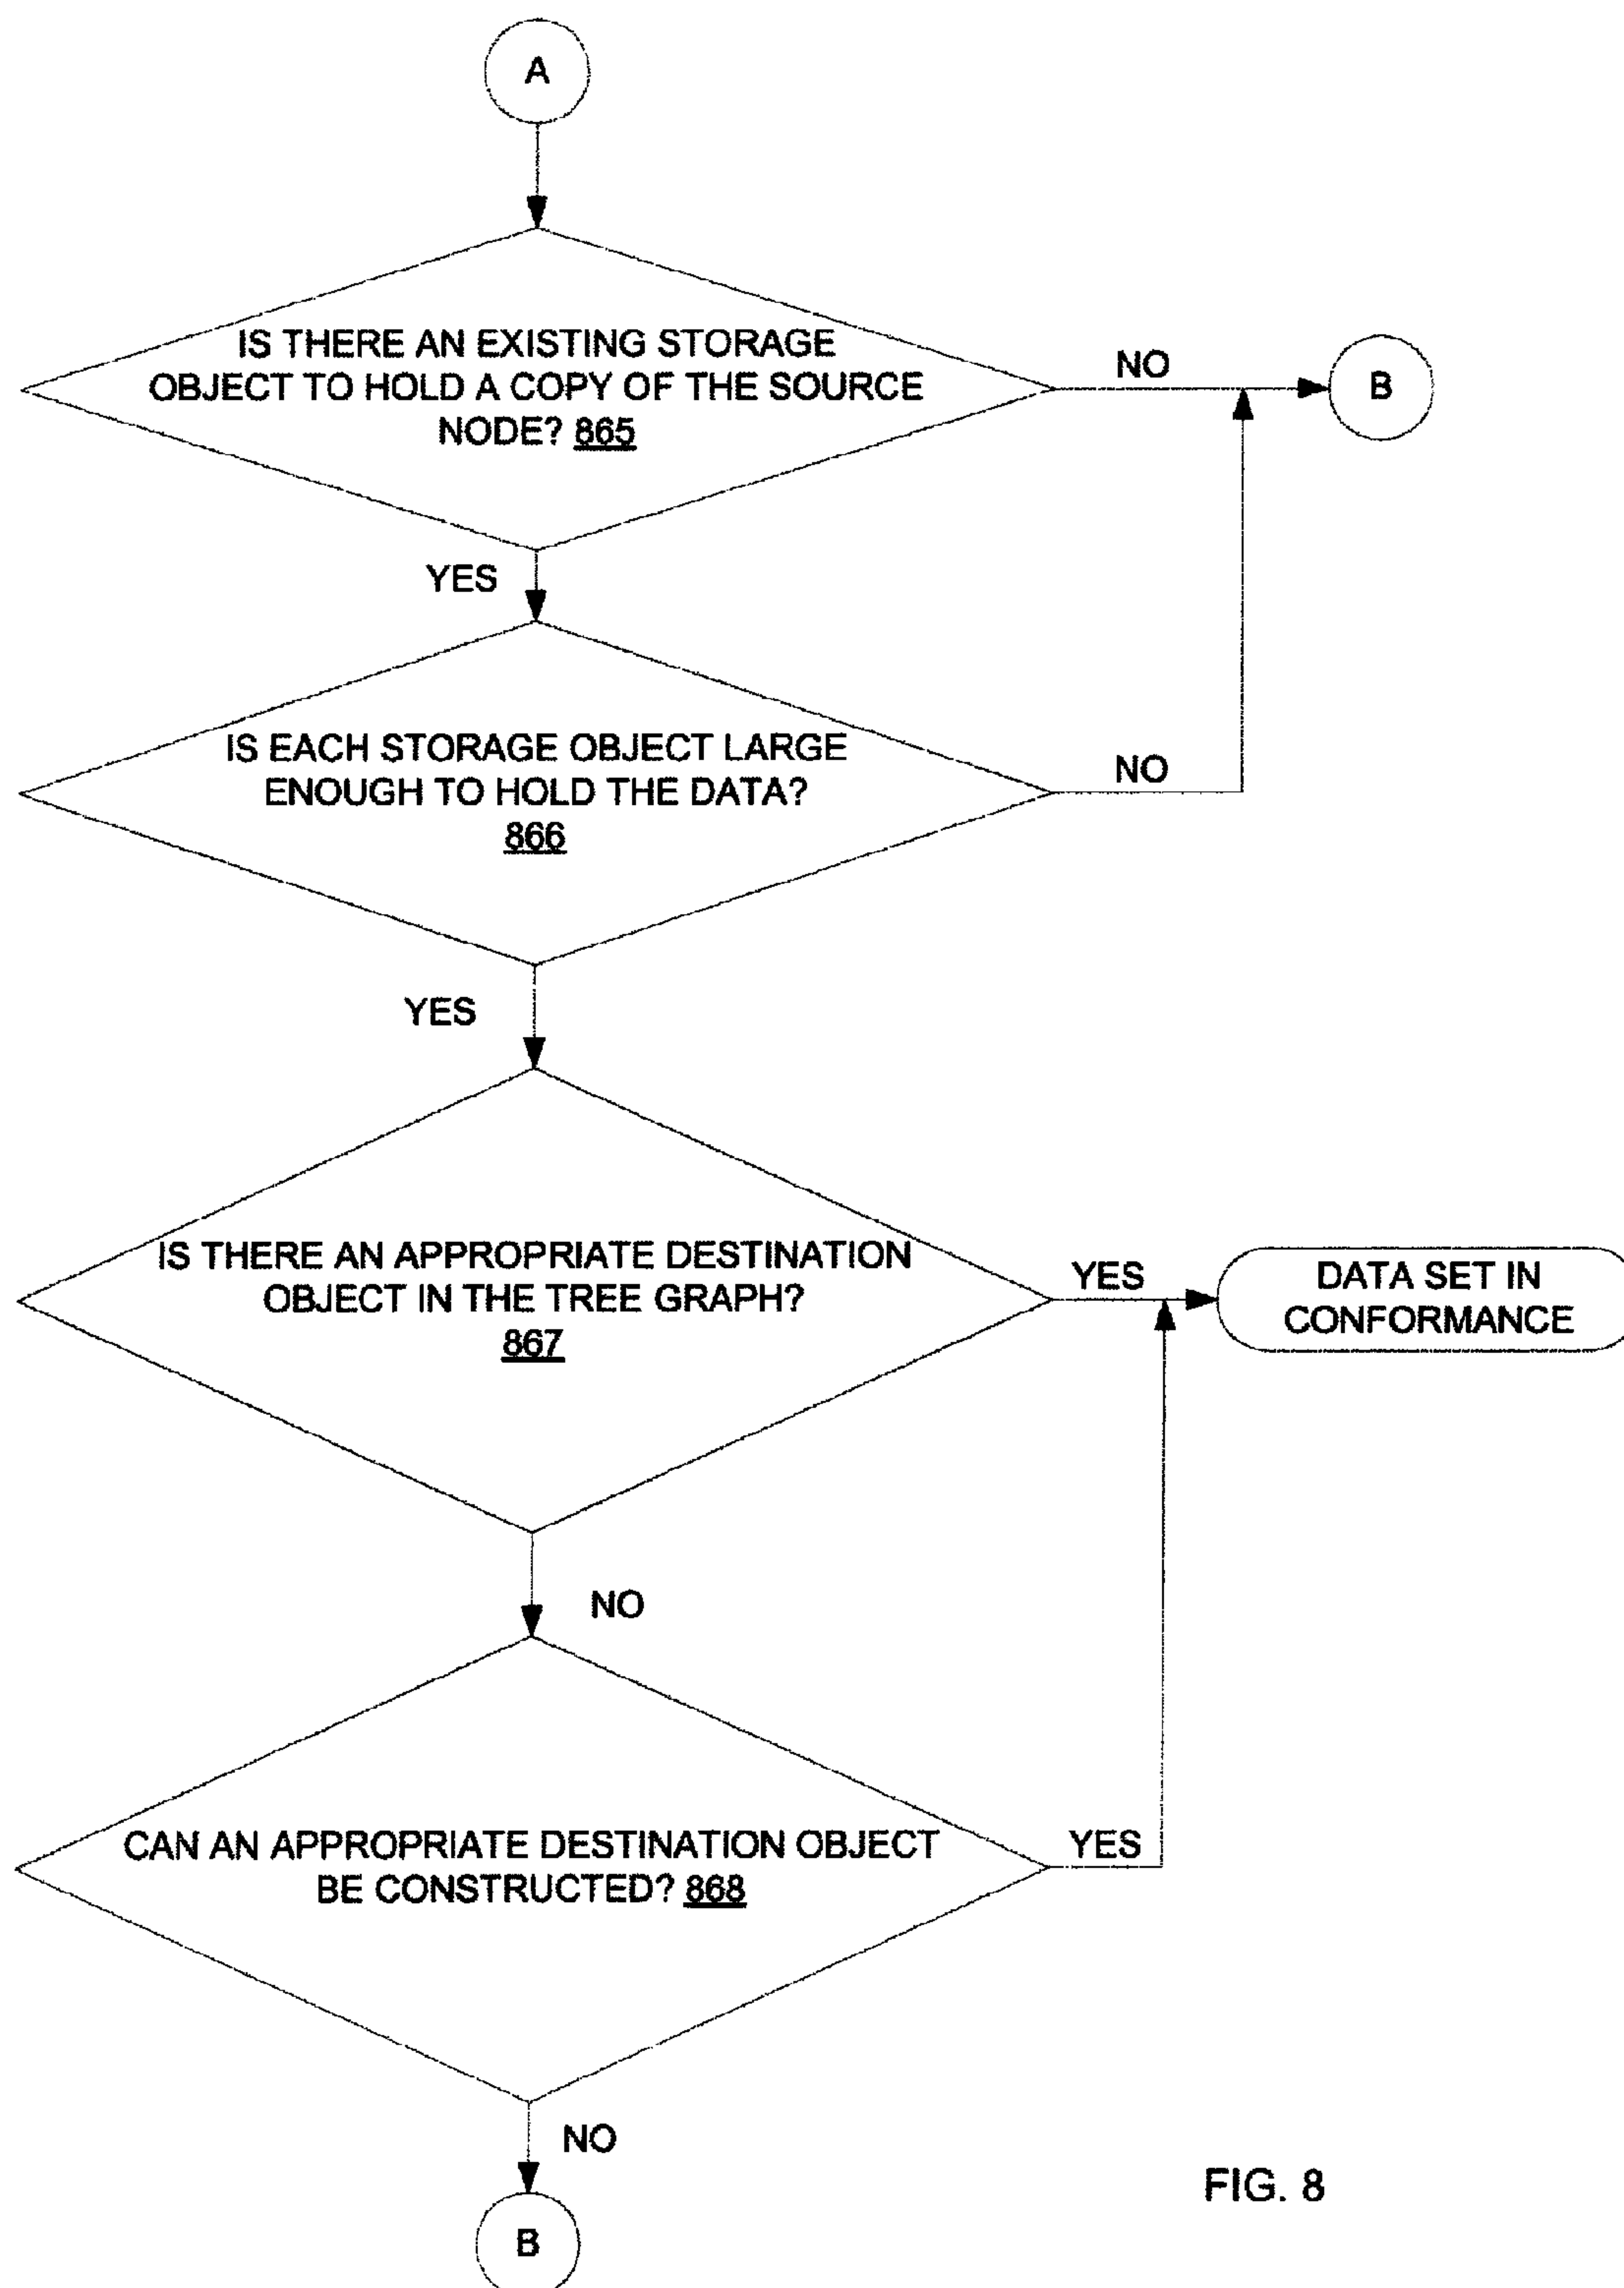 A
IS THERE AN EXISTING STORAGE
OBJECT TO HOLD A COPY OF THE SOURCE
NODE? 865
NO
B
YES
IS EACH STORAGE OBJECT LARGE
ENOUGH TO HOLD THE DATA?
866
NO
YES
IS THERE AN APPROPRIATE DESTINATION
OBJECT IN THE TREE GRAPH?
867
YES
DATA SET IN
CONFORMANCE
NO
CAN AN APPROPRIATE DESTINATION OBJECT
BE CONSTRUCTED? 868
YES
NO
B
FIG. 8